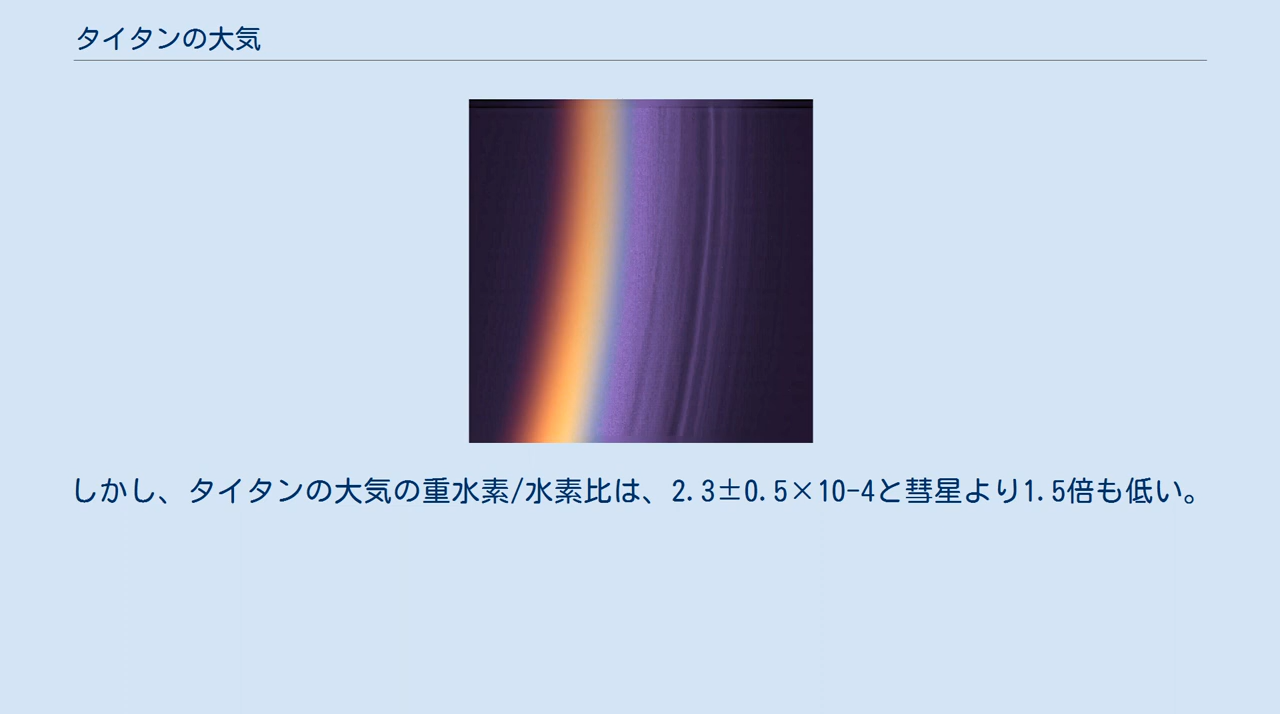 タイタンの大気
しかし、タイタンの大気の重水素/水素比は、2.3±0.5×10-4と彗星より1.5倍も低い。